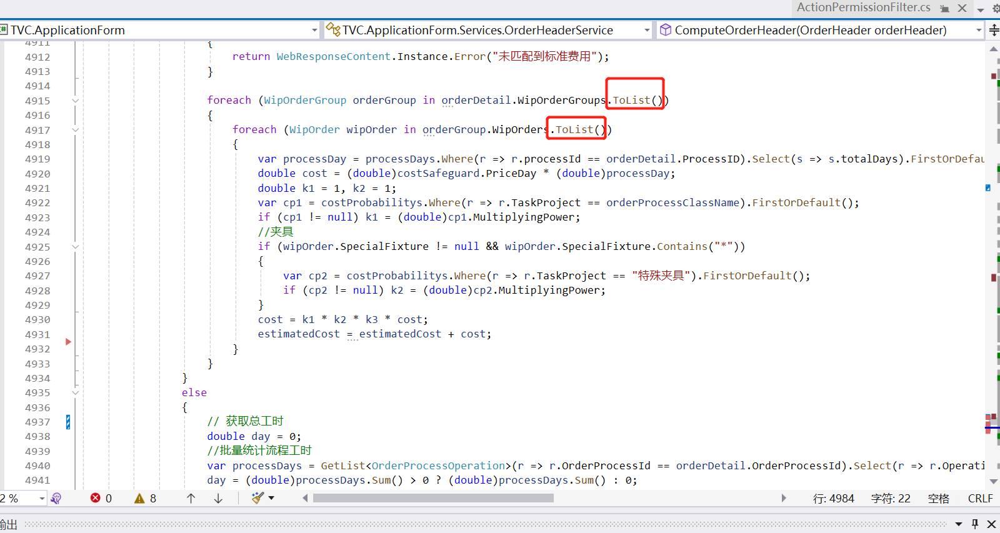 ActionPermissionFilter.cs
TVC.ApplicationForm TVC.ApplicationForm.Services.OrderHeaderService ComputeOrderHeader(OrderHeader orderHeader)
4911 {
4912 return WebResponseContent.Instance.Error("未匹配到标准费用");
4913 }
4914
4915 foreach (WipOrderGroup orderGroup in orderDetail.WipOrderGroups.ToList())
4916 {
4917 foreach (WipOrder wipOrder in orderGroup.WipOrders.ToList())
4918 {
4919 var processDay = processDays.Where(r => r.processId == orderDetail.ProcessID).Select(s => s.totalDays).FirstOrDefau
4920 double cost = (double)costSafeguard.PriceDay * (double)processDay;
4921 double k1 = 1, k2 = 1;
4922 var cp1 = costProbabilitys.Where(r => r.TaskProject == orderProcessClassName).FirstOrDefault();
4923 if (cp1 != null) k1 = (double)cp1.MultiplyingPower;
4924 //夹具
4925 if (wipOrder.SpecialFixture != null && wipOrder.SpecialFixture.Contains("*"))
4926 {
4927 var cp2 = costProbabilitys.Where(r => r.TaskProject == "特殊夹具").FirstOrDefault();
4928 if (cp2 != null) k2 = (double)cp2.MultiplyingPower;
4929 }
4930 cost = k1 * k2 * k3 * cost;
4931 estimatedCost = estimatedCost + cost;
4932 }
4933 }
4934 }
4935 else
4936 {
4937 // 获取总工时
4938 double day = 0;
4939 //批量统计流程工时
4940 var processDays = GetList<OrderProcessOperation>(r => r.OrderProcessId == orderDetail.OrderProcessId).Select(r => r.Operati
4941 day = (double)processDays.Sum() > 0 ? (double)processDays.Sum() : 0;
2 % 0 8 行: 4984 字符: 22 空格 CRLF
输出